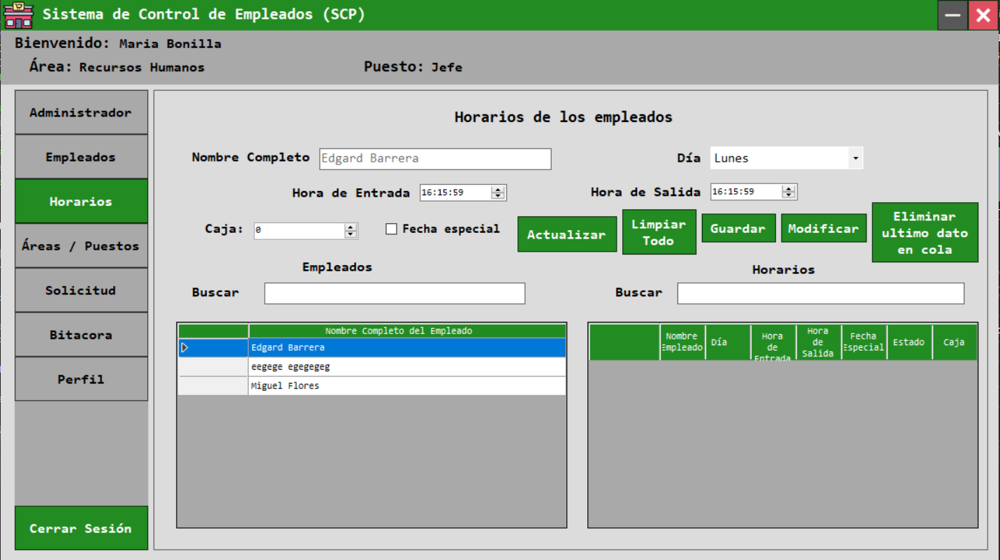 Sistema de Control de Empleados (SCP)
Bienvenido: Maria Bonilla
Área: Recursos Humanos Puesto: Jefe
Administrador
Empleados
Horarios
Áreas / Puestos
Solicitud
Bitacora
Perfil
Cerrar Sesión
Horarios de los empleados
Nombre Completo Edgard Barrera Día Lunes
Hora de Entrada 16:15:59 Hora de Salida 16:15:59
Caja: 0 Fecha especial
Actualizar
Limpiar
Todo
Guardar
Modificar
Eliminar
ultimo dato
en cola
Empleados
Buscar
Nombre Completo del Empleado
Edgard Barrera
eegege egegegeg
Miguel Flores
Horarios
Buscar
Nombre
Empleado
Día
Hora
de
Entrada
Hora
de
Salida
Fecha
Especial
Estado
Caja